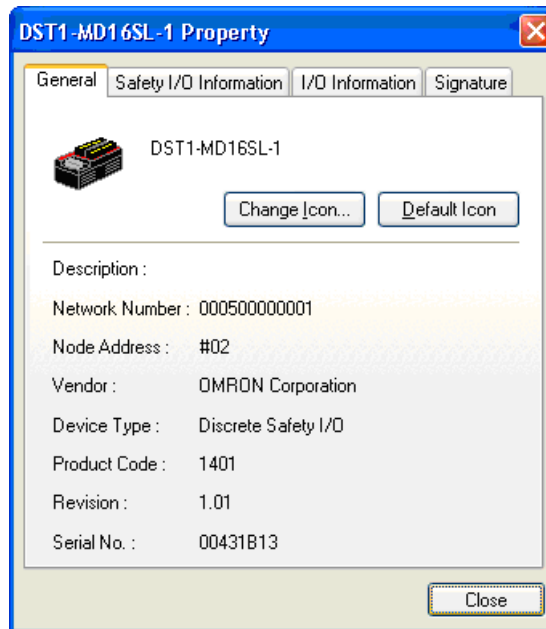 DST1-MD16SL-1 Property
General Safety I/O Information I/O Information Signature
DST1-MD16SL-1
Change Icon... Default Icon
Description :
Network Number : 000500000001
Node Address : #02
Vendor : OMRON Corporation
Device Type : Discrete Safety I/O
Product Code : 1401
Revision : 1.01
Serial No. : 00431B13
Close